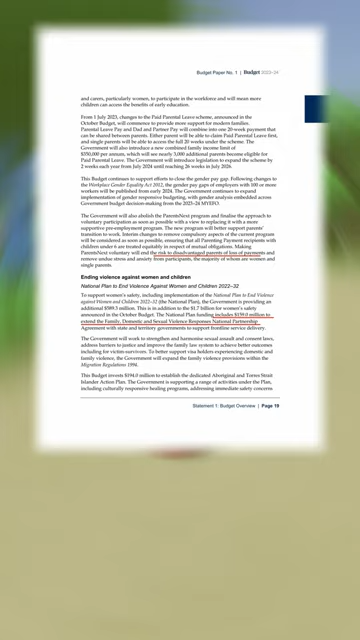 Budget Paper No. 1 | Budget 2023–24
and carers, particularly women, to participate in the workforce and will mean more
children can access the benefits of early education.
From 1 July 2023, changes to the Paid Parental Leave scheme, announced in the
October Budget, will commence to provide more support for modern families.
Parental Leave Pay and Dad and Partner Pay will combine into one 20-week payment that
can be shared between parents. Either parent will be able to claim Paid Parental Leave
first, and single parents will be able to access the full 20 weeks under the scheme. The
Government will also introduce a new combined family income limit of
$350,000 per annum, which will see nearly 3,000 additional parents become eligible for
Paid Parental Leave. The Government will introduce legislation to expand the scheme by
2 weeks each year from July 2024 until reaching 26 weeks in July 2026.
This Budget continues to support efforts to close the gender pay gap. Following changes to
the Workplace Gender Equality Act 2012, the gender pay gaps of employers with 100 or more
workers will be published from early 2024. The Government continues to expand
implementation of gender responsive budgeting, with gender analysis embedded across
Government budget decision-making from the 2023–24 MYEFO.
The Government will also abolish the ParentsNext program and finalise the approach to
voluntary participation as soon as possible with a view to replacing it with a more
supportive pre-employment program. The new program will better support parents'
transition to work. Interim changes to remove compulsory aspects of the current program
will be considered as soon as possible, ensuring that all Parenting Payment recipients with
children under 6 are treated equitably in respect of mutual obligations. Making
ParentsNext voluntary will end the risk to disadvantaged parents of loss of payments and
remove undue stress and anxiety from participants, the majority of whom are women and
single parents.
Ending violence against women and children
National Plan to End Violence against Women and Children 2022–32
To support women's safety, including implementation of the National Plan to End Violence
against Women and Children 2022–32 (the National Plan), the Government is providing an
additional $589.3 million. This is in addition to the $1.7 billion for women's safety
announced in the October Budget. The National Plan funding includes $159.0 million to
extend the Family, Domestic and Sexual Violence Responses National Partnership
Agreement with state and territory governments to support frontline service delivery.
The Government will work to strengthen and harmonise sexual assault and consent laws,
address barriers to justice and improve the family law system to achieve better outcomes
including for victim-survivors. To better support visa holders experiencing domestic and
family violence, the Government will expand the family violence provisions within the
Migration Regulations 1994.
This Budget invests $194.0 million to establish the dedicated Aboriginal and Torres Strait
Islander Action Plan. The Government is supporting a range of activities under the Plan,
including culturally responsive healing programs, addressing immediate safety concerns
Statement 1: Budget Overview | Page 19